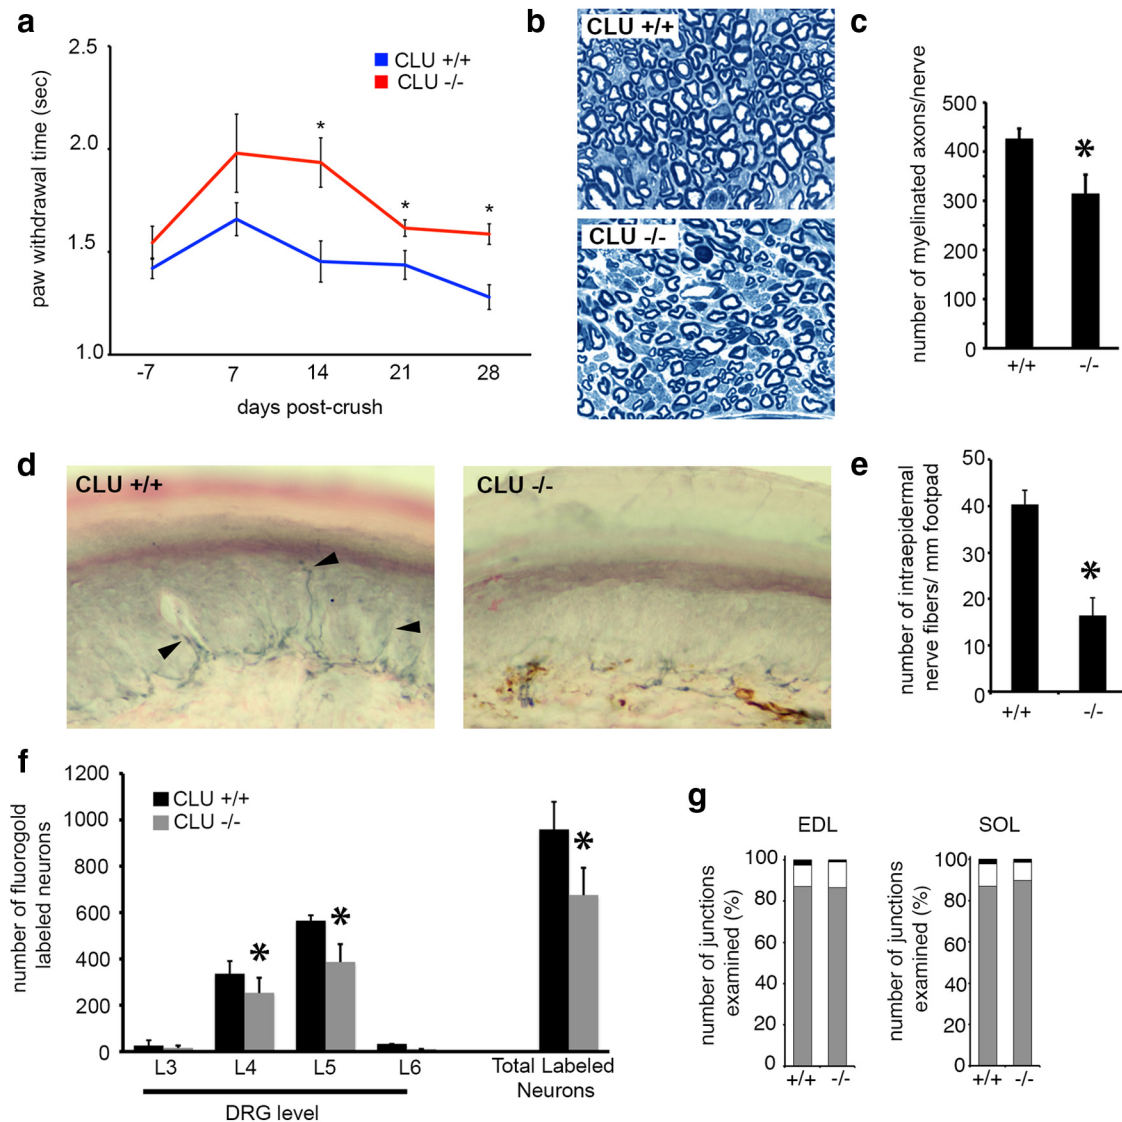 a
2.5
2.0
1.5
1.0
paw withdrawal time (sec)
CLU +/+
CLU -/-
*
*
*
-7 7 14 21 28
days post-crush
b
CLU +/+
CLU -/-
c
number of myelinated axons/nerve
500
400
300
200
100
0
*
+/+ -/-
d
CLU +/+
CLU -/-
e
number of intraepidermal
nerve fibers/ mm footpad
50
40
30
20
10
0
*
+/+ -/-
f
number of fluorogold
labeled neurons
1200
1000
800
600
400
200
0
CLU +/+
CLU -/-
*
*
*
L3 L4 L5 L6 Total Labeled
Neurons
DRG level
g
EDL
number of junctions
examined (%)
100
80
60
40
20
0
+/+ -/-
SOL
number of junctions
examined (%)
100
80
60
40
20
0
+/+ -/-